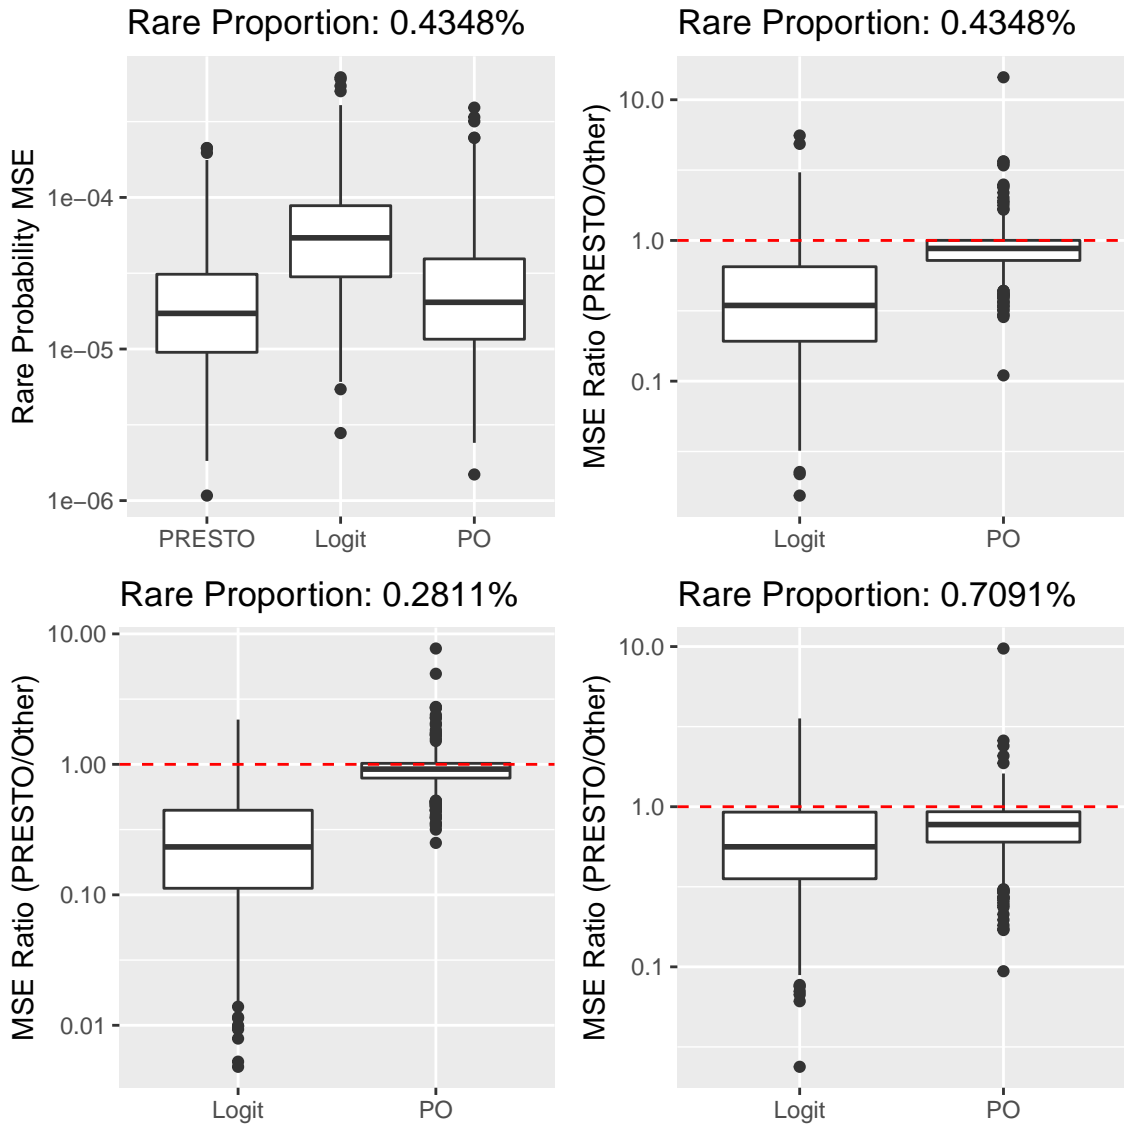 Rare Proportion: 0.4348%
Rare Probability MSE
1e−04
1e−05
1e−06
PRESTO
Logit
PO
Rare Proportion: 0.4348%
MSE Ratio (PRESTO/Other)
10.0
1.0
0.1
Logit
PO
Rare Proportion: 0.2811%
MSE Ratio (PRESTO/Other)
10.00
1.00
0.10
0.01
Logit
PO
Rare Proportion: 0.7091%
MSE Ratio (PRESTO/Other)
10.0
1.0
0.1
Logit
PO